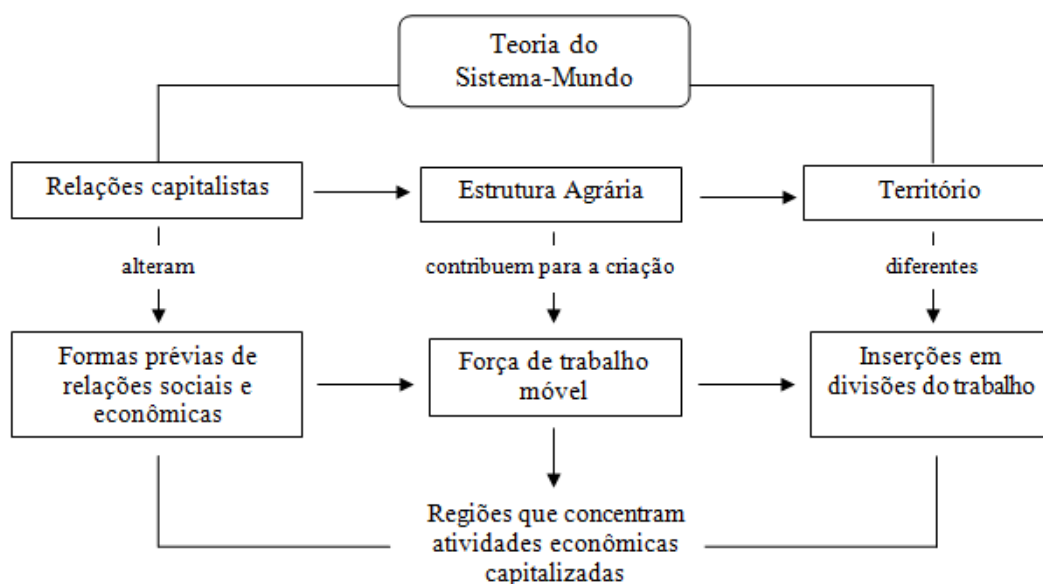 Teoria do
Sistema-Mundo
Relações capitalistas
Estrutura Agrária
Território
alteram
contribuem para a criação
diferentes
Formas prévias de
relações sociais e
econômicas
Força de trabalho
móvel
Inserções em
divisões do trabalho
Regiões que concentram
atividades econômicas
capitalizadas